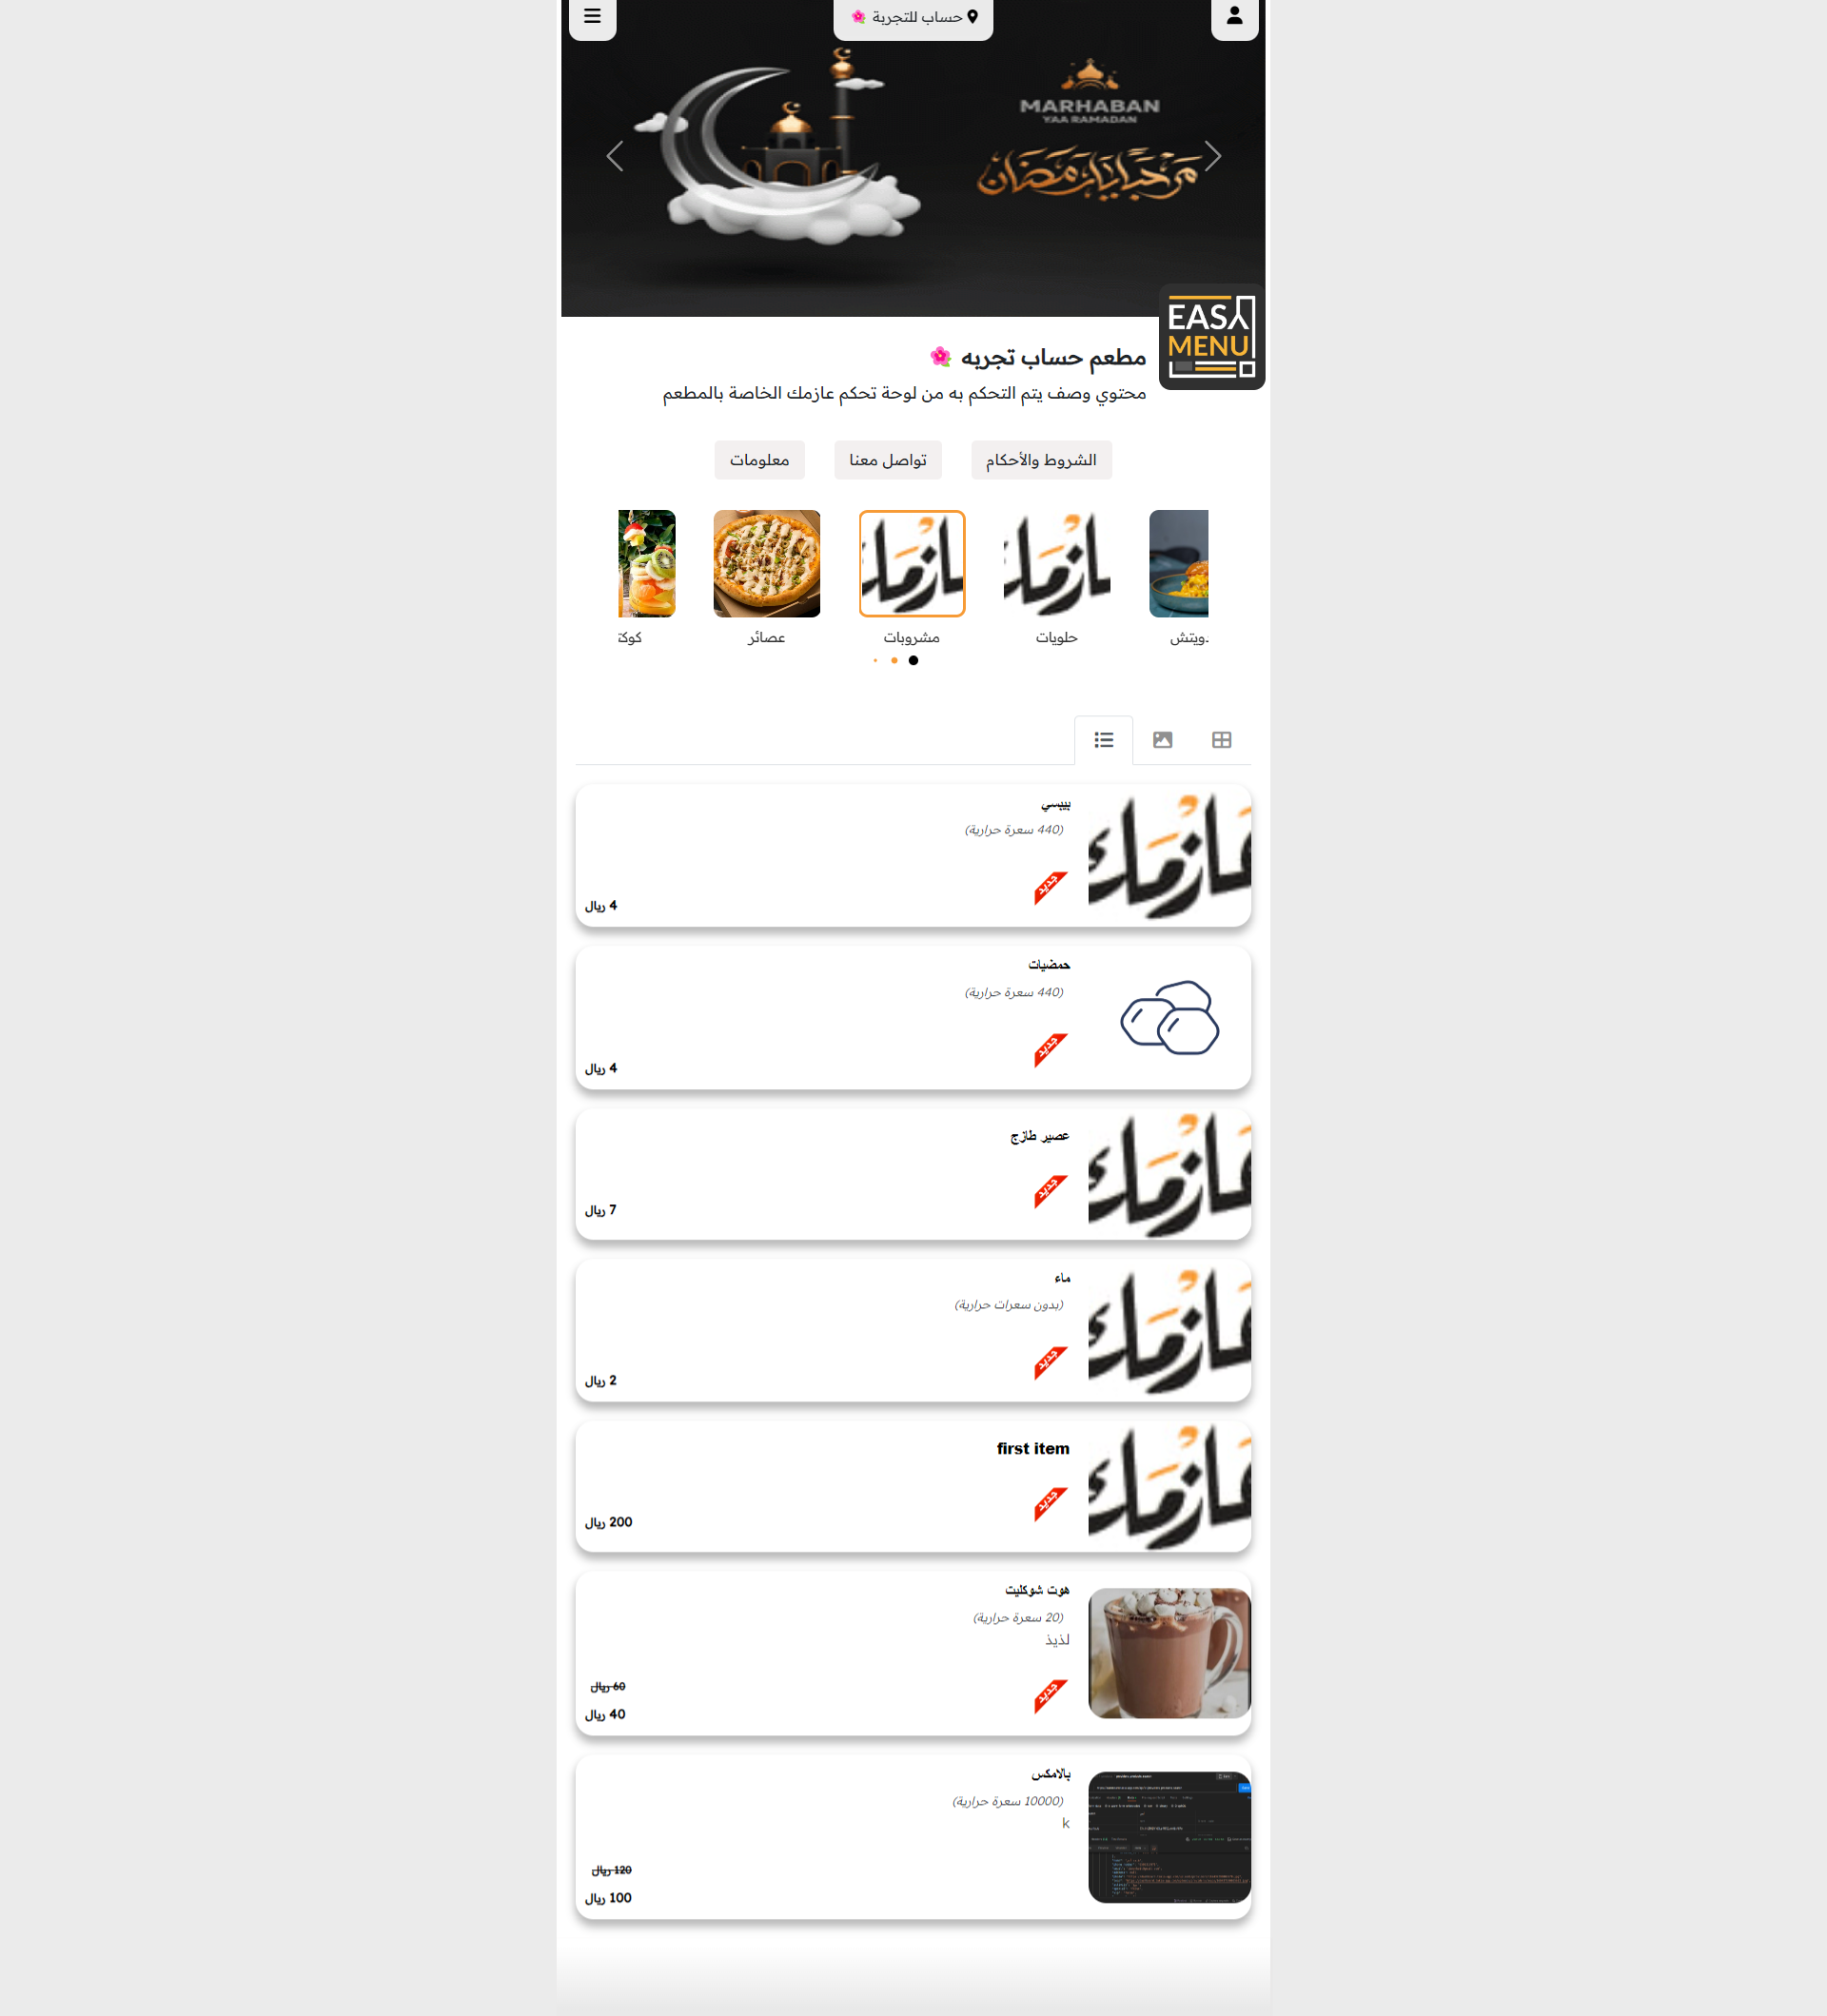 حساب للتجربة 🌺
MARHABAN
YAA RAMADAN
مرحبا يا رمضان
EASY
MENU
مطعم حساب تجربه 🌺
محتوي وصف يتم التحكم به من لوحة تحكم عازمك الخاصة بالمطعم
الشروط والأحكام
تواصل معنا
معلومات
ـدويتش
حلويات
مشروبات
عصائر
كوكت
بيبسي
(440 سعرة حرارية)
جديد
4 ريال
حمضيات
(440 سعرة حرارية)
جديد
4 ريال
عصير طازج
جديد
7 ريال
ماء
(بدون سعرات حرارية)
جديد
2 ريال
first item
جديد
200 ريال
هوت شوكليت
(20 سعرة حرارية)
لذيذ
جديد
60 ريال
40 ريال
بالامكس
(10000 سعرة حرارية)
k
120 ريال
100 ريال